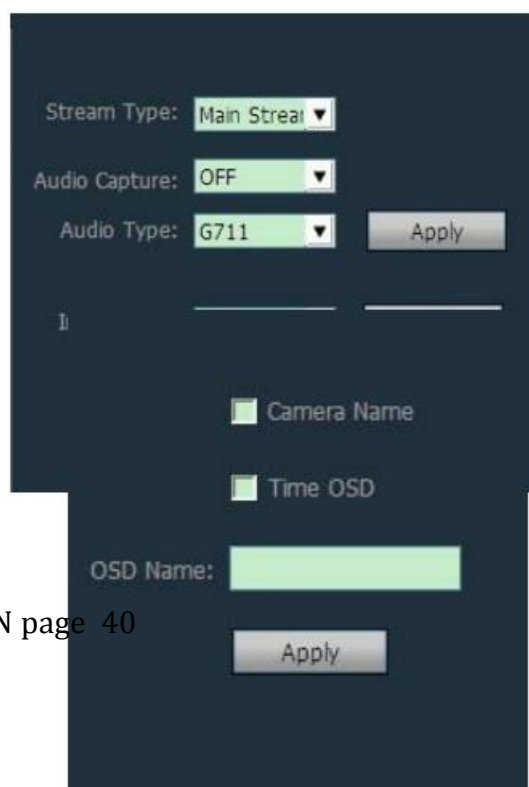 Stream Type: Main Strear
Audio Capture: OFF
Audio Type: G711 Apply
Camera Name
Time OSD
OSD Name:
N page 40
Apply